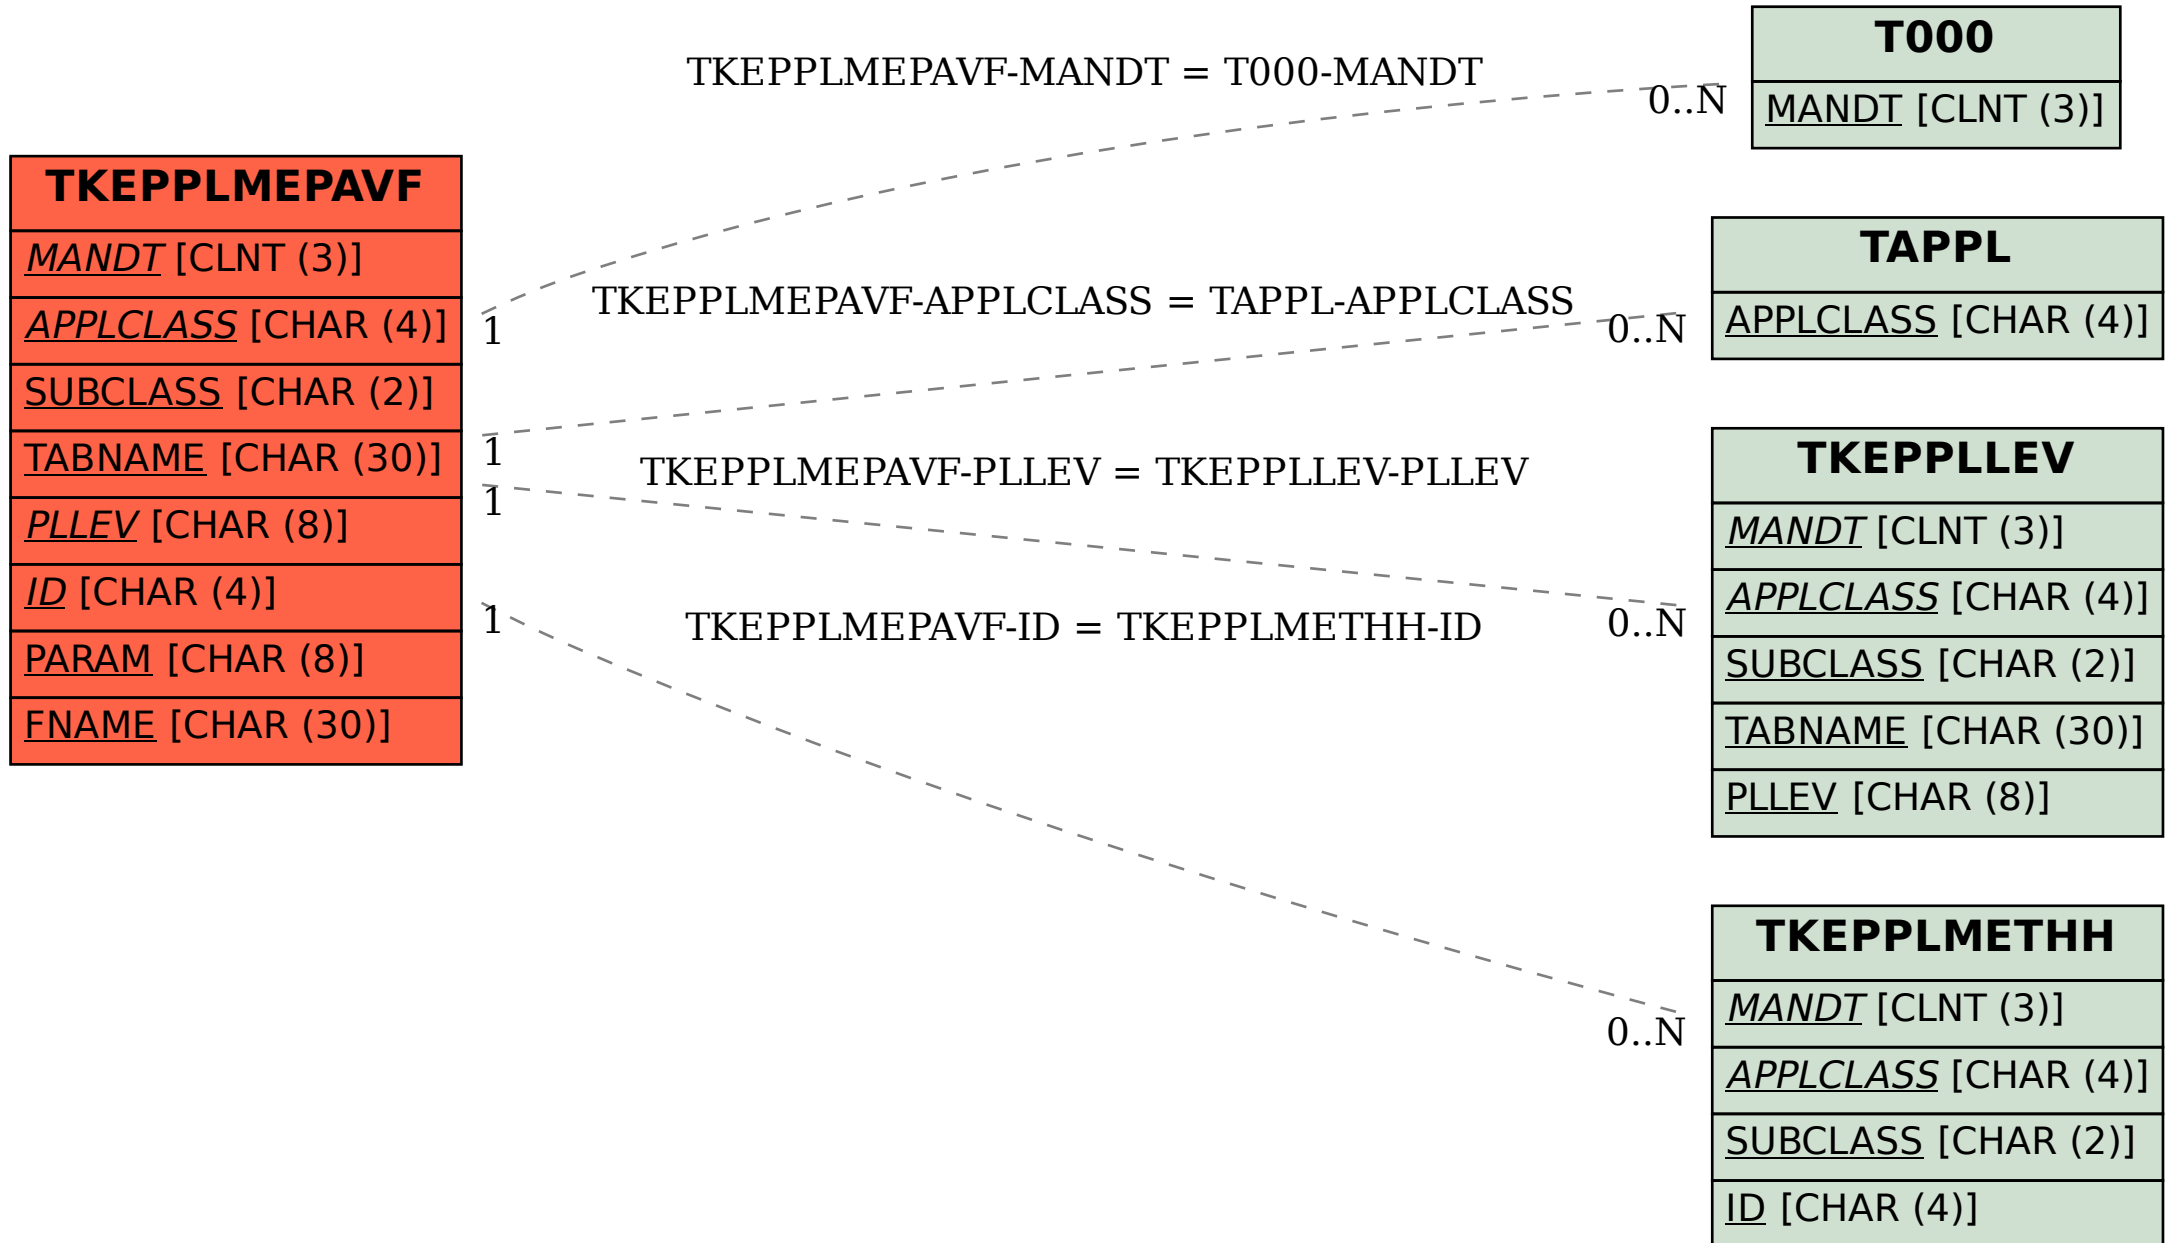 TKEPPLMEPAVF
MANDT [CLNT (3)]
APPLCLASS [CHAR (4)]
SUBCLASS [CHAR (2)]
TABNAME [CHAR (30)]
PLLEV [CHAR (8)]
ID [CHAR (4)]
PARAM [CHAR (8)]
FNAME [CHAR (30)]
TKEPPLMEPAVF-MANDT = T000-MANDT
1
0..N
TKEPPLMEPAVF-APPLCLASS = TAPPL-APPLCLASS
1
0..N
TKEPPLMEPAVF-PLLEV = TKEPPLLEV-PLLEV
1
0..N
TKEPPLMEPAVF-ID = TKEPPLMETHH-ID
1
0..N
T000
MANDT [CLNT (3)]
TAPPL
APPLCLASS [CHAR (4)]
TKEPPLLEV
MANDT [CLNT (3)]
APPLCLASS [CHAR (4)]
SUBCLASS [CHAR (2)]
TABNAME [CHAR (30)]
PLLEV [CHAR (8)]
TKEPPLMETHH
MANDT [CLNT (3)]
APPLCLASS [CHAR (4)]
SUBCLASS [CHAR (2)]
ID [CHAR (4)]